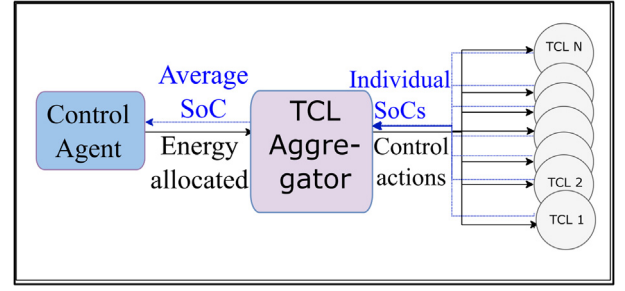 Control
Agent
Average
SoC
Energy
allocated
TCL
Aggre-
gator
Individual
SoCs
Control
actions
TCL N
TCL 2
TCL 1